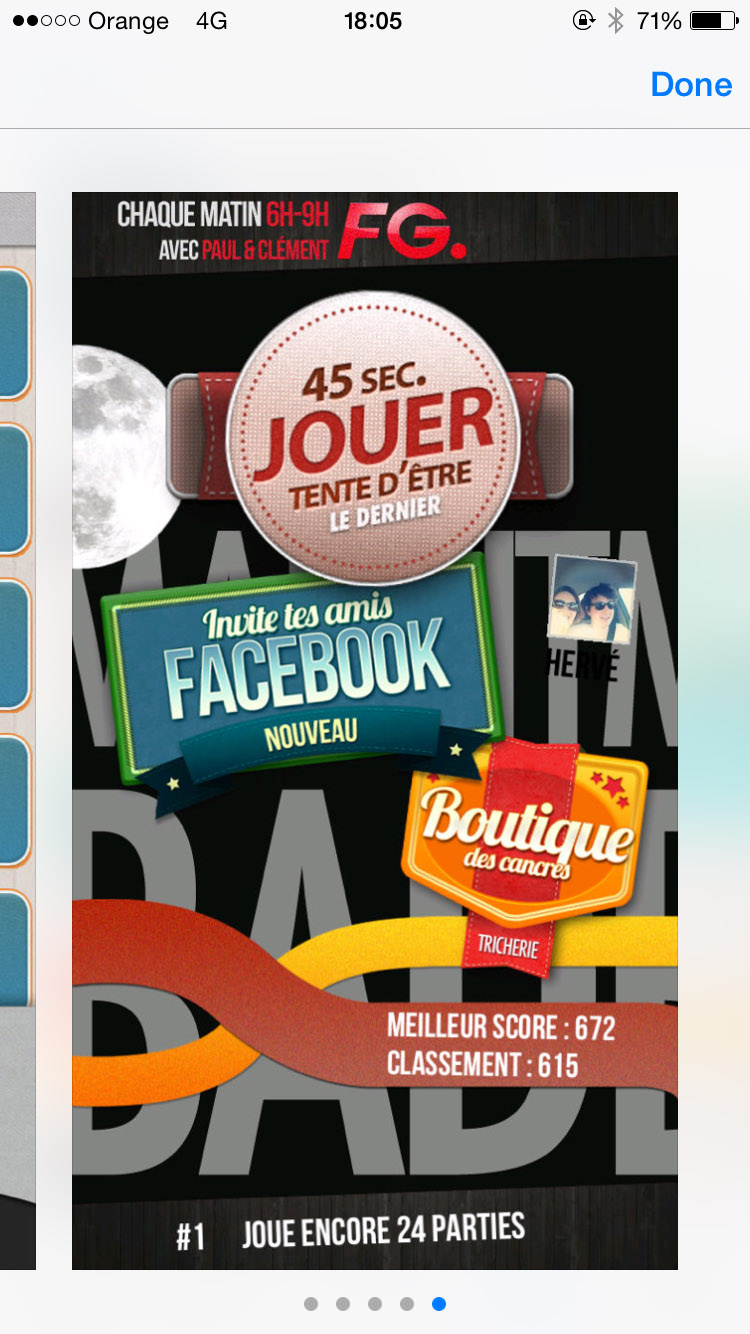 Orange 4G 18:05 71%
Done
CHAQUE MATIN 6H-9H
AVEC PAUL & CLÉMENT
FG.
45 SEC.
JOUER
TENTE D'ÊTRE
LE DERNIER
Invite tes amis
FACEBOOK
NOUVEAU
HERVÉ
Boutique
des cancres
TRICHERIE
MEILLEUR SCORE : 672
CLASSEMENT : 615
#1 JOUE ENCORE 24 PARTIES